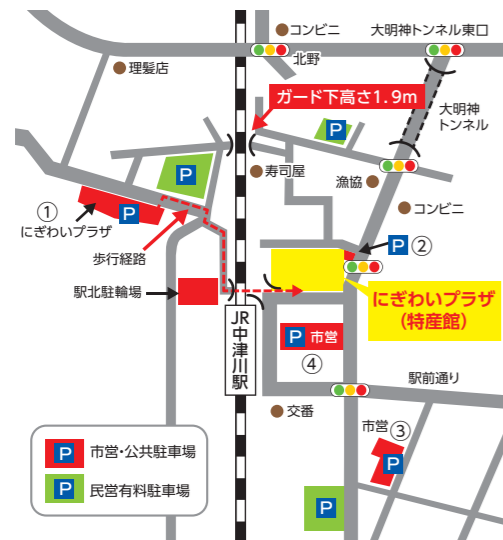 コンビニ
大明神トンネル東口
北野
理髪店
ガード下高さ1.9m
大明神
トンネル
P
P
寿司屋
漁協
①
P
にぎわいプラザ
コンビニ
P
②
歩行経路
駅北駐輪場
にぎわいプラザ
(特産館)
JR中津川駅
P 市営
④
駅前通り
交番
市営
③
P
P 市営・公共駐車場
P 民営有料駐車場
P